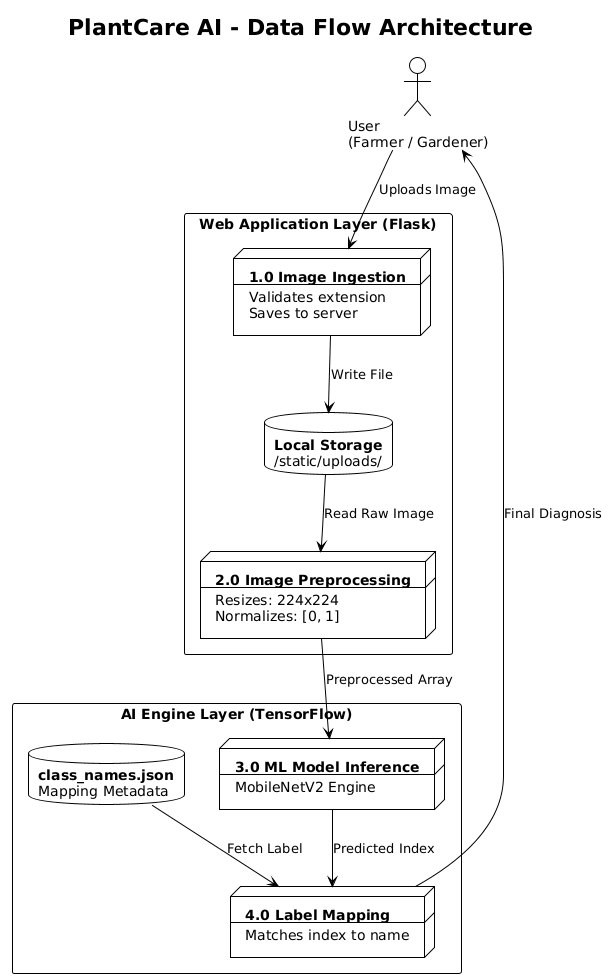 PlantCare AI - Data Flow Architecture
User
(Farmer / Gardener)
Uploads Image
Web Application Layer (Flask)
1.0 Image Ingestion
Validates extension
Saves to server
Write File
Local Storage
/static/uploads/
Read Raw Image
Final Diagnosis
2.0 Image Preprocessing
Resizes: 224x224
Normalizes: [0, 1]
Preprocessed Array
AI Engine Layer (TensorFlow)
class_names.json
Mapping Metadata
3.0 ML Model Inference
MobileNetV2 Engine
Fetch Label
Predicted Index
4.0 Label Mapping
Matches index to name